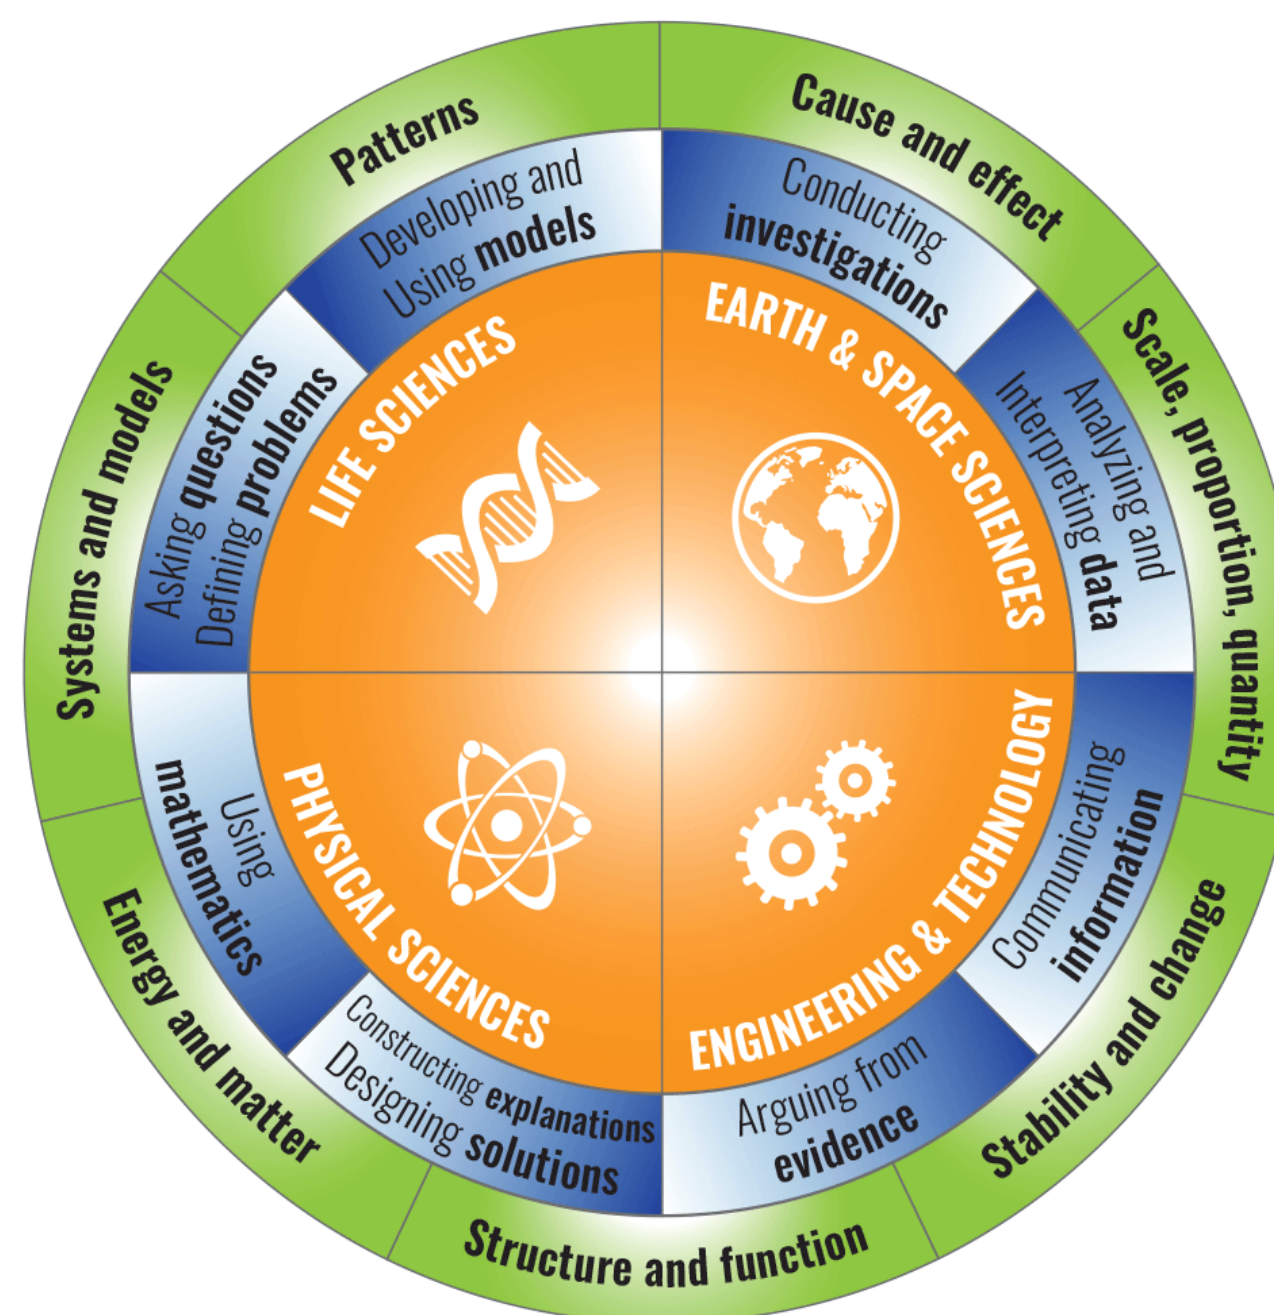 Patterns
Cause and effect
Scale, proportion, quantity
Stability and change
Structure and function
Energy and matter
Systems and models
Developing and
Using models
Conducting
investigations
Analyzing and
Interpreting data
Communicating
information
Arguing from
evidence
Constructing explanations
Designing solutions
Using
mathematics
Asking questions
Defining problems
LIFE SCIENCES
EARTH & SPACE SCIENCES
ENGINEERING & TECHNOLOGY
PHYSICAL SCIENCES